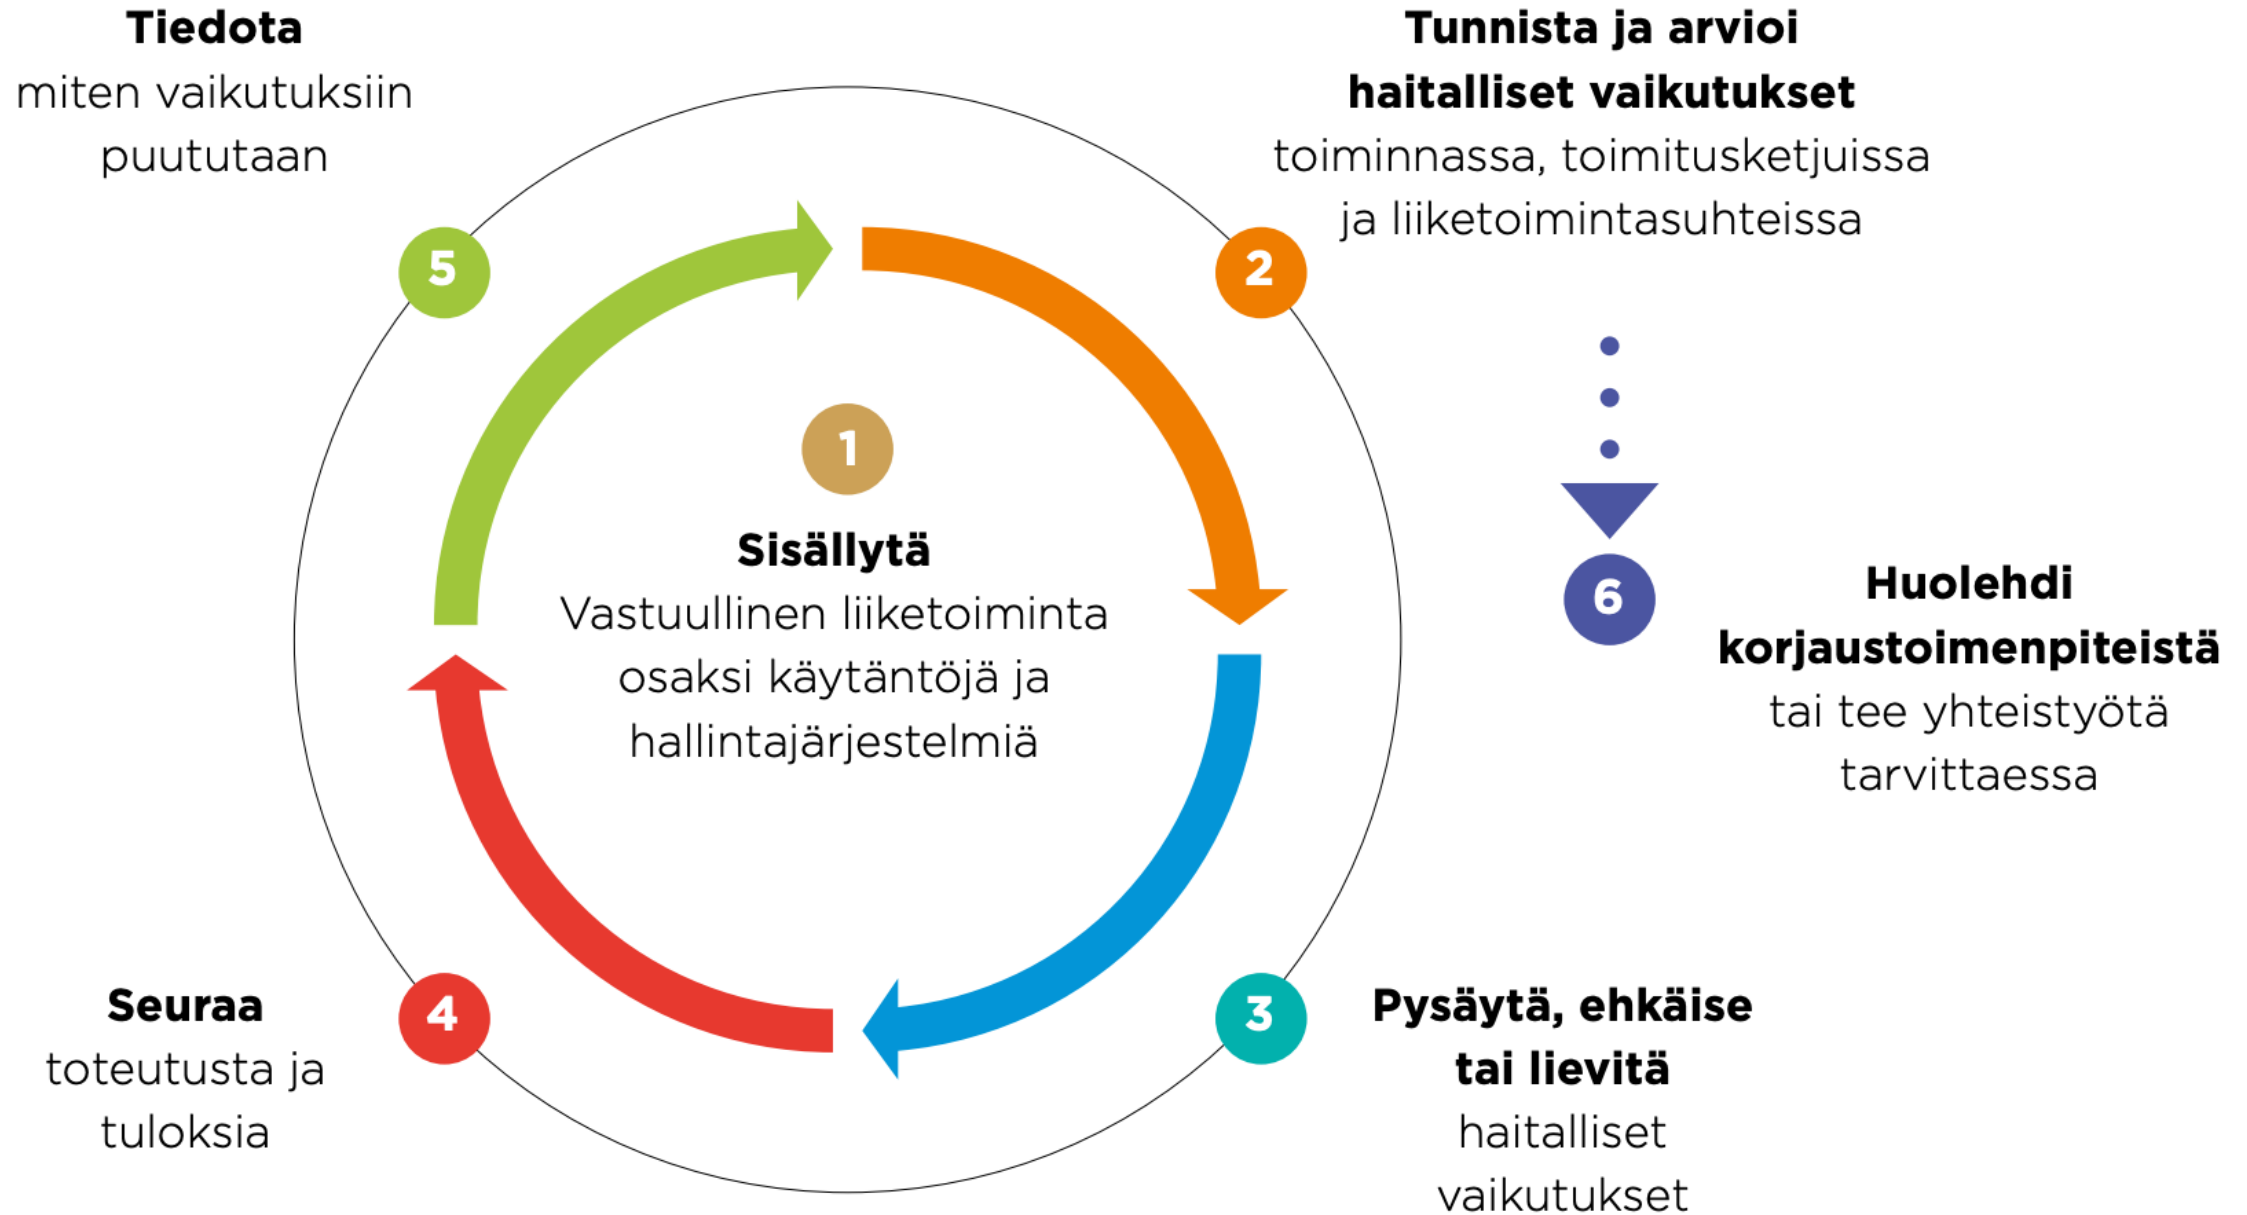 1
Sisällytä
Vastuullinen liiketoiminta
osaksi käytäntöjä ja
hallintajärjestelmiä
2
Tunnista ja arvioi
haitalliset vaikutukset
toiminnassa, toimitusketjuissa
ja liiketoimintasuhteissa
3
Pysäytä, ehkäise
tai lievitä
haitalliset
vaikutukset
4
Seuraa
toteutusta ja
tuloksia
5
Tiedota
miten vaikutuksiin
puututaan
6
Huolehdi
korjaustoimenpiteistä
tai tee yhteistyötä
tarvittaessa